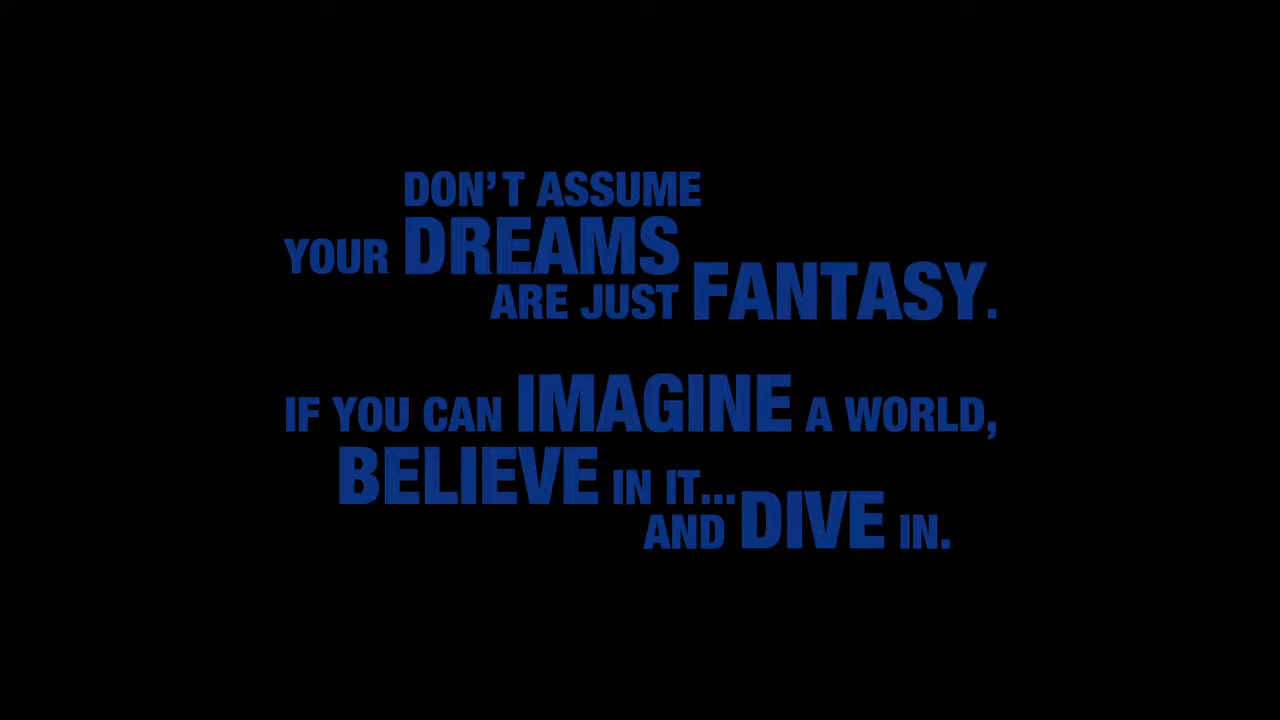 DON'T ASSUME
YOUR DREAMS
ARE JUST FANTASY.
IF YOU CAN IMAGINE A WORLD,
BELIEVE IN IT...
AND DIVE IN.